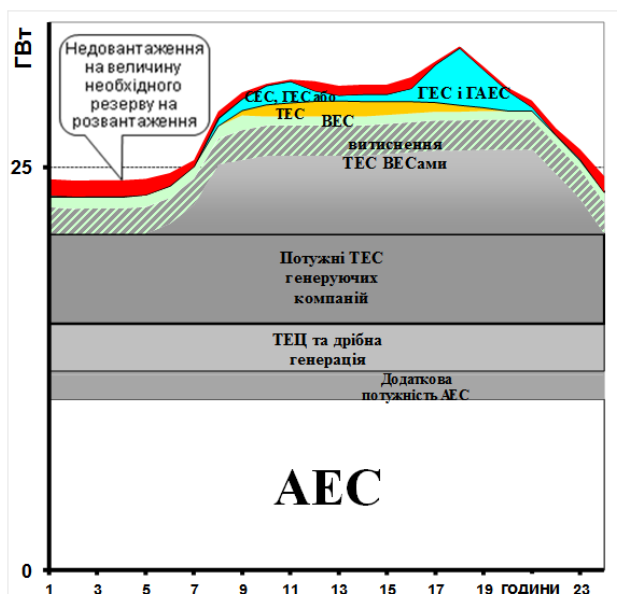 ГВт
Недовантаження
на величину
необхідного
резерву на
розвантаження
СЕС, ГЕС або
ТЕС
ВЕС
ГЕС і ГАЕС
витиснення
ТЕС ВЕСами
25
Потужні ТЕС
генеруючих
компаній
ТЕЦ та дрібна
генерація
Додаткова
потужність АЕС
АЕС
0
1 3 5 7 9 11 13 15 17 19 години 23